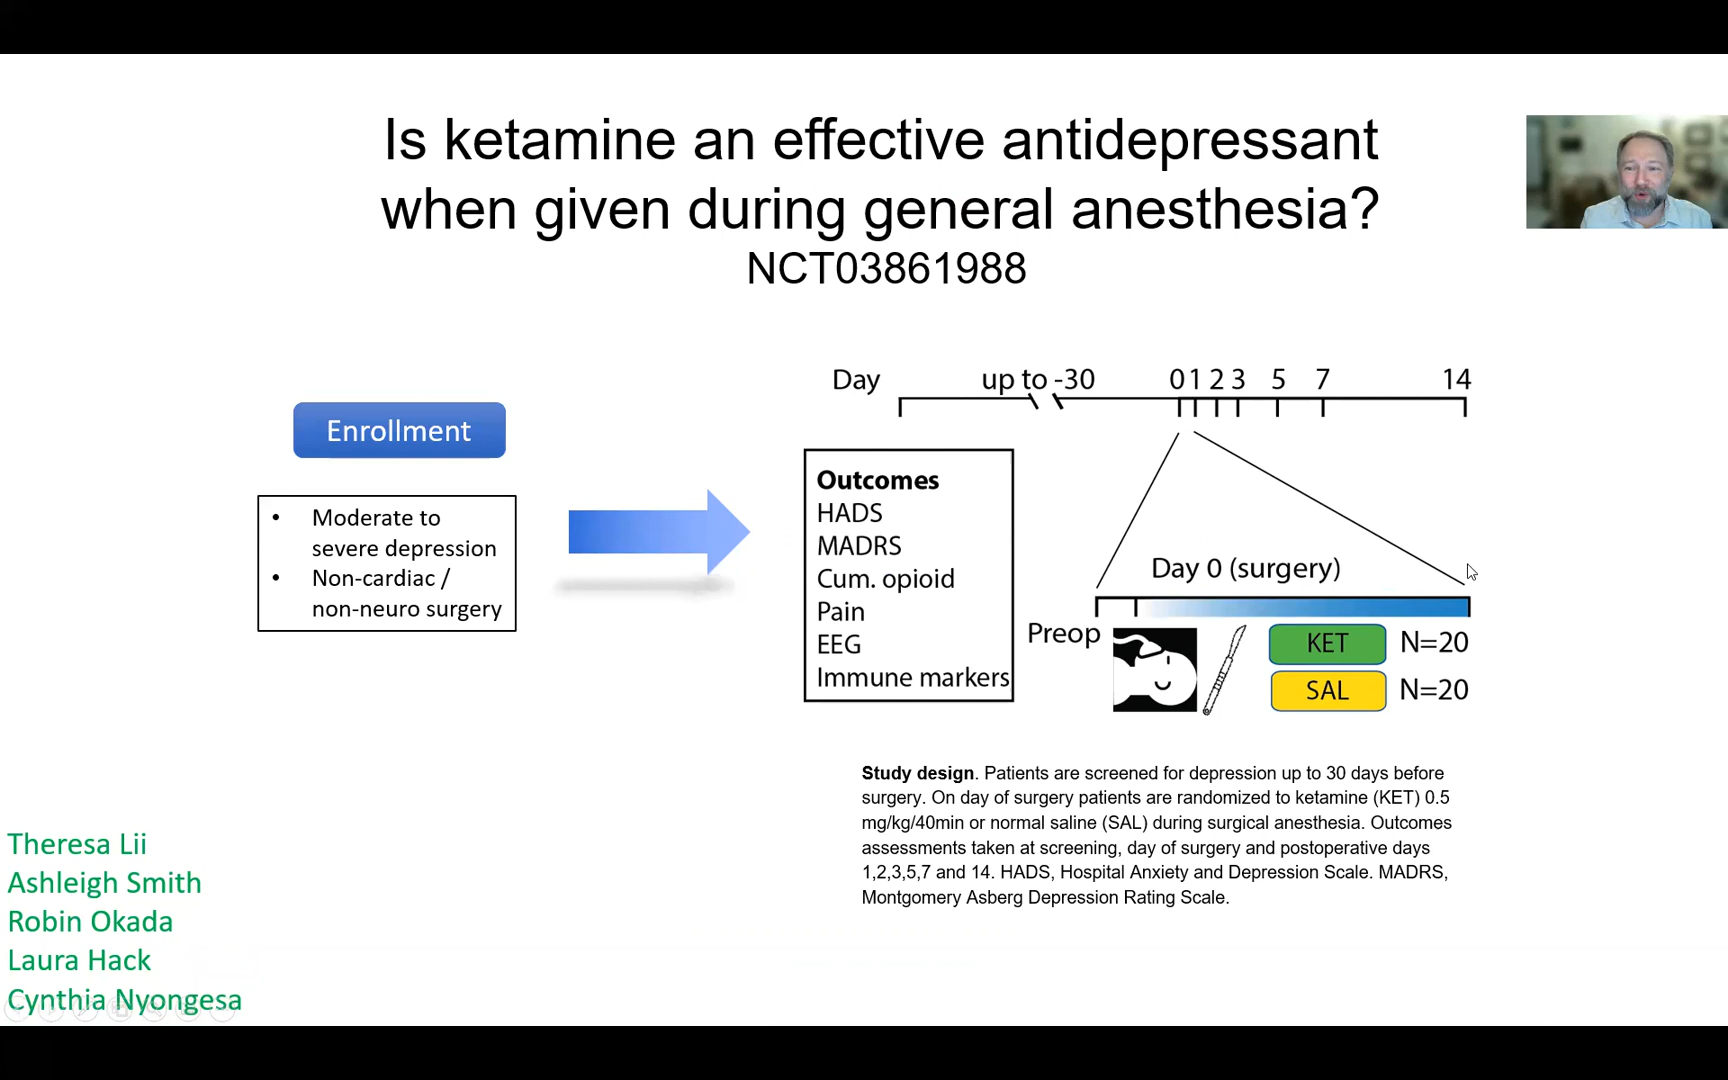 Is ketamine an effective antidepressant
when given during general anesthesia?
NCT03861988
Enrollment
• Moderate to
severe depression
• Non-cardiac /
non-neuro surgery
Day up to -30 0 1 2 3 5 7 14
Outcomes
HADS
MADRS
Cum. opioid
Pain
EEG
Immune markers
Day 0 (surgery)
Preop
KET N=20
SAL N=20
Study design. Patients are screened for depression up to 30 days before
surgery. On day of surgery patients are randomized to ketamine (KET) 0.5
mg/kg/40min or normal saline (SAL) during surgical anesthesia. Outcomes
assessments taken at screening, day of surgery and postoperative days
1,2,3,5,7 and 14. HADS, Hospital Anxiety and Depression Scale. MADRS,
Montgomery Asberg Depression Rating Scale.
Theresa Lii
Ashleigh Smith
Robin Okada
Laura Hack
Cynthia Nyongesa